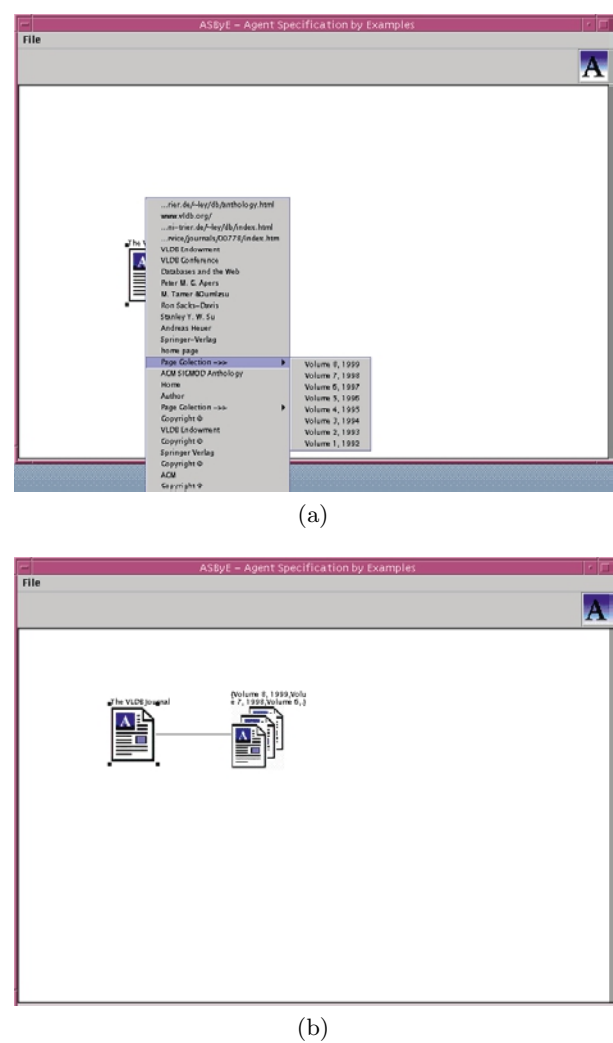 ASByE – Agent Specification by Examples
File
A
The V
A
...rier.de/~ley/db/anthology.html
www.vldb.org/
...ni-trier.de/~ley/db/index.html
...rvice/journals/00778/index.htm
VLDB Endowment
VLDB Conference
Databases and the Web
Peter M. G. Apers
M. Tamer &Oumlzsu
Ron Sacks-Davis
Stanley Y. W. Su
Andreas Heuer
Springer-Verlag
home page
Page Colection ->>
ACM SIGMOD Anthology
Home
Author
Page Colection ->>
Copyright ©
VLDB Endowment
Copyright ©
Springer Verlag
Copyright ©
ACM
Copyright ©
Volume 8, 1999
Volume 7, 1998
Volume 6, 1997
Volume 5, 1996
Volume 4, 1995
Volume 3, 1994
Volume 2, 1993
Volume 1, 1992
(a)
ASByE – Agent Specification by Examples
File
A
The VLDB Journal
A
{Volume 8, 1999,Volu
e 7, 1998,Volume 6,.}
A
(b)